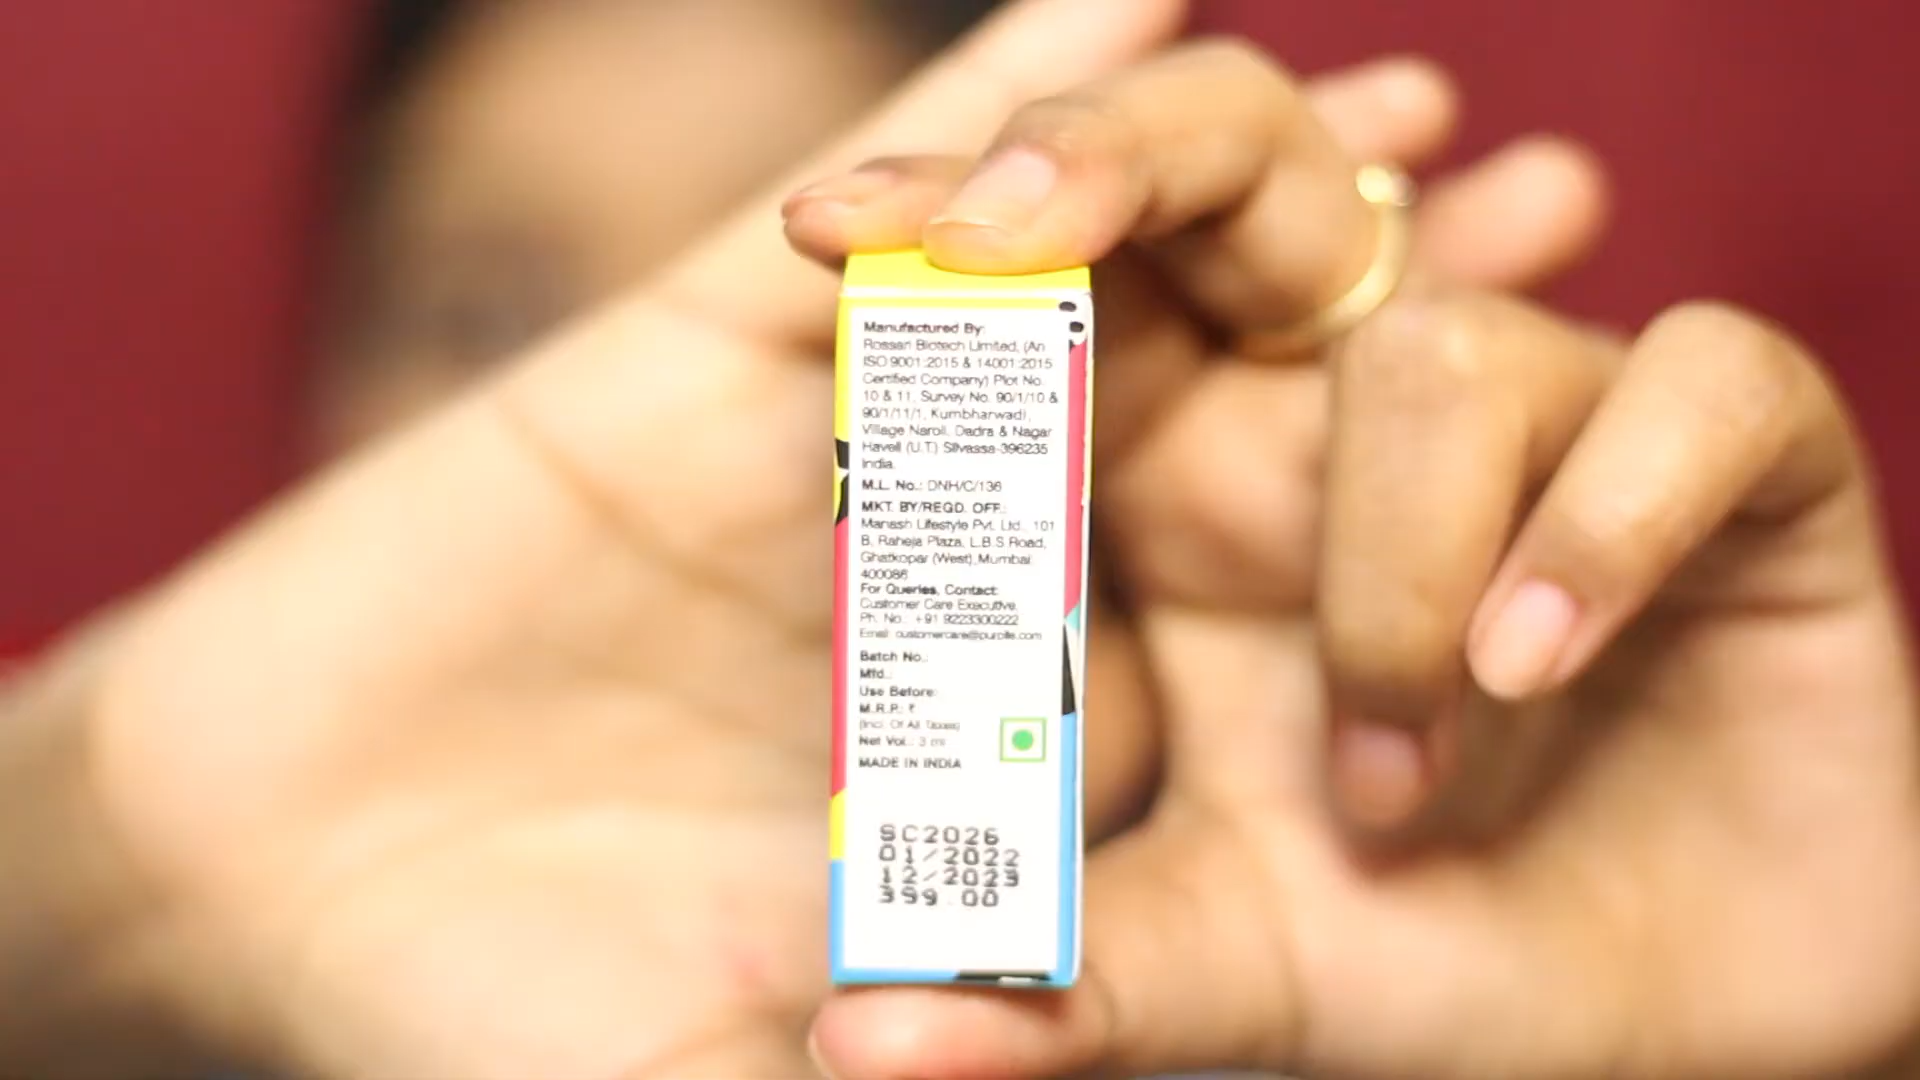 Manufactured By:
Rossari Biotech Limited, (An
ISO 9001:2015 & 14001:2015
Certified Company) Plot No.
10 & 11, Survey No. 90/1/10 &
90/1/11/1, Kumbharwadi,
Village Naroli, Dadra & Nagar
Haveli (U.T) Silvassa-396235
India.
M.L. No.: DNH/C/136
MKT. BY/REGD. OFF.:
Manash Lifestyle Pvt. Ltd., 101
B, Raheja Plaza, L.B.S Road,
Ghatkopar (West), Mumbai
400086
For Queries, Contact:
Customer Care Executive,
Ph. No.: +91 9223300222
Email: customercare@purplle.com
Batch No.:
Mfd.:
Use Before:
M.R.P.: ₹
(Incl. Of All Taxes)
Net Vol.: 3 ml
MADE IN INDIA
SC2026
01/2022
12/2023
399.00